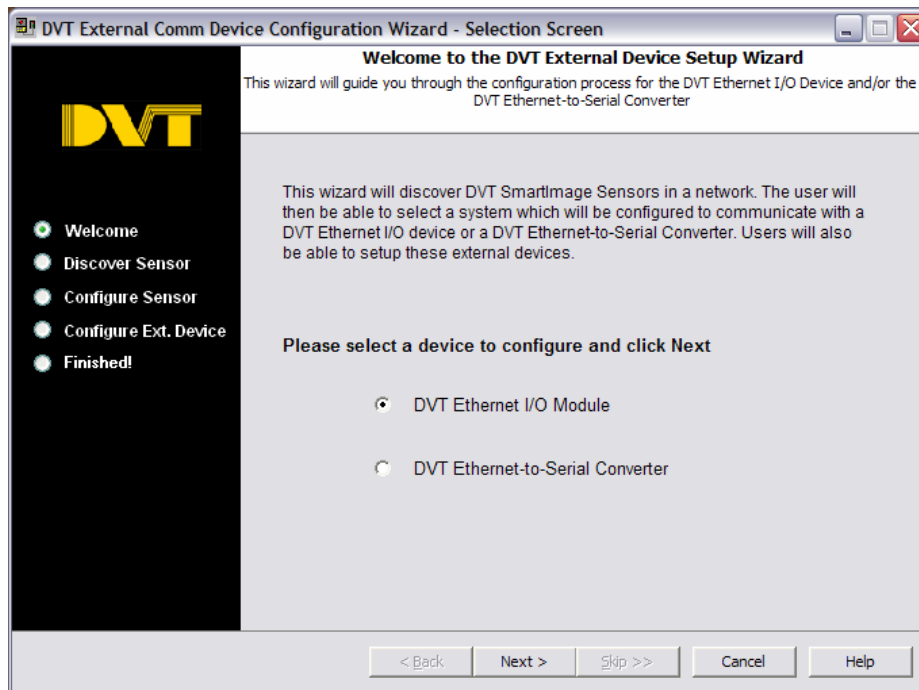 DVT External Comm Device Configuration Wizard - Selection Screen
Welcome to the DVT External Device Setup Wizard
This wizard will guide you through the configuration process for the DVT Ethernet I/O Device and/or the
DVT Ethernet-to-Serial Converter
DVT
Welcome
Discover Sensor
Configure Sensor
Configure Ext. Device
Finished!
This wizard will discover DVT SmartImage Sensors in a network. The user will
then be able to select a system which will be configured to communicate with a
DVT Ethernet I/O device or a DVT Ethernet-to-Serial Converter. Users will also
be able to setup these external devices.
Please select a device to configure and click Next
DVT Ethernet I/O Module
DVT Ethernet-to-Serial Converter
< Back
Next >
Skip >>
Cancel
Help